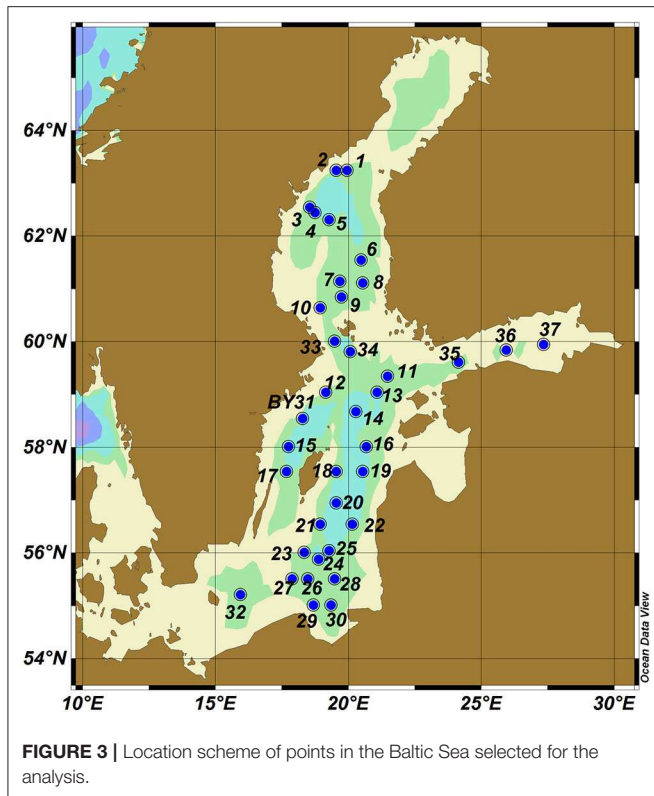 64°N
2 1
3
4 5
62°N
6
7 8
9
10
60°N
33 34
35 36 37
11
12 13
BY31
14
58°N
15 16
17 18 19
20
21 22
56°N
23 25
24
27 26 28
32
29 30
54°N
10°E 15°E 20°E 25°E 30°E
Ocean Data View
FIGURE 3 | Location scheme of points in the Baltic Sea selected for the
analysis.